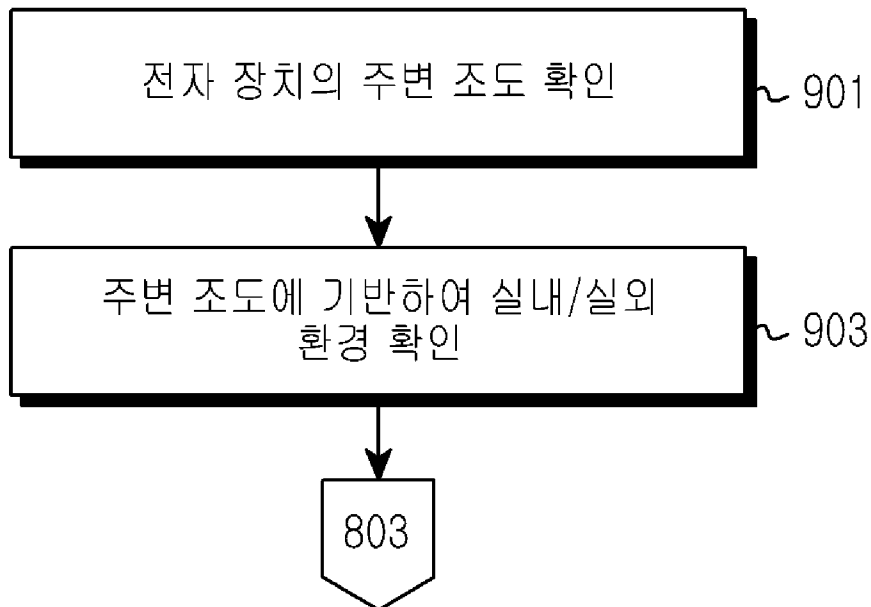 전자 장치의 주변 조도 확인
901
주변 조도에 기반하여 실내/실외
환경 확인
903
803